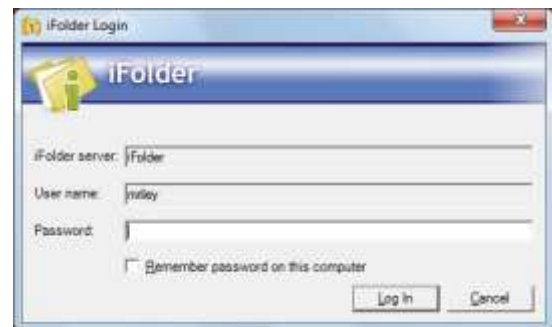 iFolder Login
iFolder
iFolder server: iFolder
User name:
Password:
Remember password on this computer
Log In Cancel